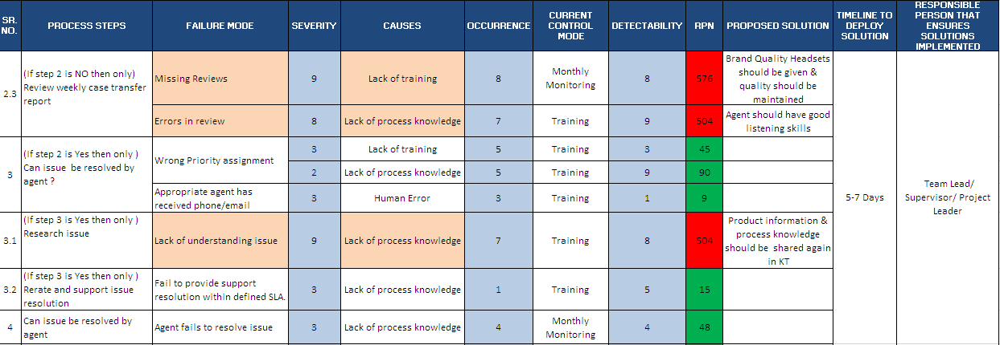 SR. NO. PROCESS STEPS FAILURE MODE SEVERITY CAUSES OCCURRENCE CURRENT CONTROL MODE DETECTABILITY RPN PROPOSED SOLUTION TIMELINE TO DEPLOY SOLUTION RESPONSIBLE PERSON THAT ENSURES SOLUTIONS IMPLEMENTED
2.3
(If step 2 is NO then only)
Review weekly case transfer
report
Missing Reviews
9
Lack of training
8
Monthly
Monitoring
8
576
Brand Quality Headsets
should be given &
quality should be
maintained
Errors in review
8
Lack of process knowledge
7
Training
9
504
Agent should have good
listening skills
3
(If step 2 is Yes then only )
Can issue  be resolved by
agent ?
Wrong Priority assignment
3
Lack of training
5
Training
3
45
2
Lack of process knowledge
5
Training
9
90
Appropriate agent has
received phone/email
3
Human Error
3
Training
1
9
3.1
(If step 3 is Yes then only )
Research issue
Lack of understanding issue
9
Lack of process knowledge
7
Training
8
504
Product information &
process knowledge
should be  shared again
in KT
3.2
(If step 3 is Yes then only )
Rerate and support issue
resolution
Fail to provide support
resolution within defined SLA.
3
Lack of process knowledge
1
Training
5
15
4
Can issue be resolved by
agent
Agent fails to resolve issue
3
Lack of process knowledge
4
Monthly
Monitoring
4
48
5-7 Days
Team Lead/
Supervisor/ Project
Leader